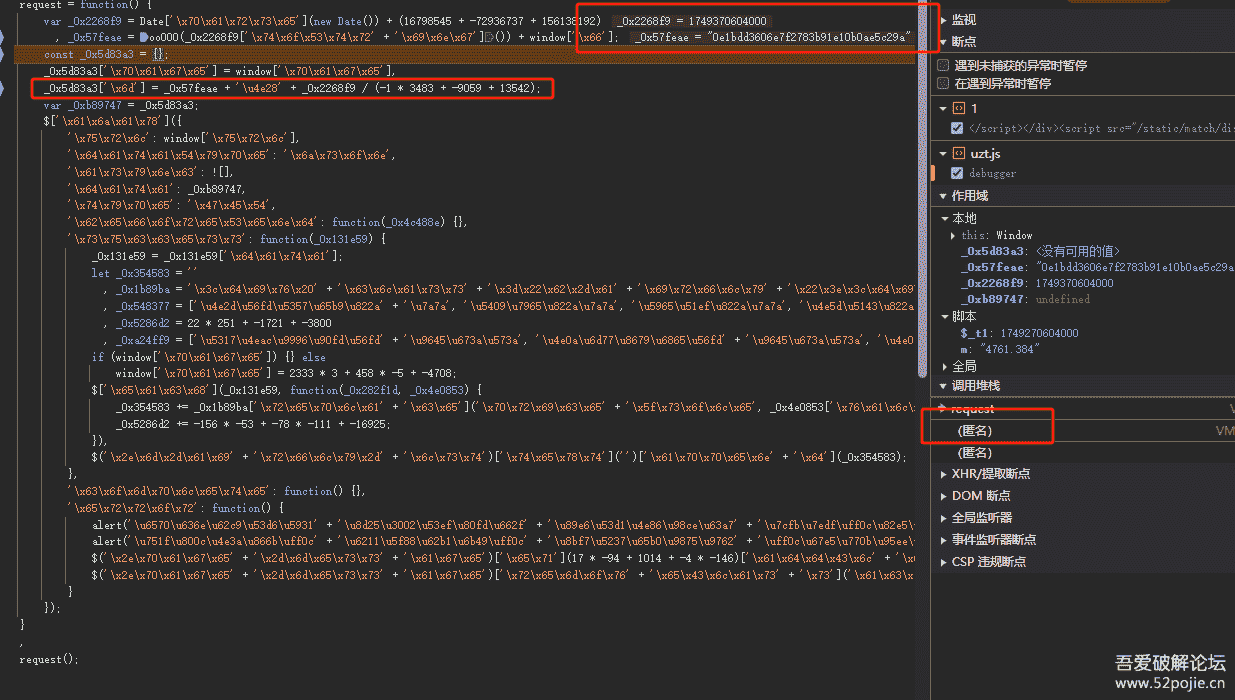 request = function() {
var _0x2268f9 = Date['\x70\x61\x72\x73\x65'](new Date()) + (16798545 + -72936737 + 156138192) _0x2268f9 = 1749370604000
, _0x57feae = oo0O0(_0x2268f9['\x74\x6f\x53\x74\x72' + '\x69\x6e\x67']()) + window['\x66']; _0x57feae = "0e1bdd3606e7f2783b91e10b0ae5c29a"
const _0x5d83a3 = {};
_0x5d83a3['\x70\x61\x67\x65'] = window['\x70\x61\x67\x65'],
_0x5d83a3['\x6d'] = _0x57feae + '\u4e28' + _0x2268f9 / (-1 * 3483 + -9059 + 13542);
var _0xb89747 = _0x5d83a3;
$['\x61\x6a\x61\x78']({
'\x75\x72\x6c': window['\x75\x72\x6c'],
'\x64\x61\x74\x61\x54\x79\x70\x65': '\x6a\x73\x6f\x6e',
'\x61\x73\x79\x6e\x63': ![],
'\x64\x61\x74\x61': _0xb89747,
'\x74\x79\x70\x65': '\x47\x45\x54',
'\x62\x65\x66\x6f\x72\x65\x53\x65\x6e\x64': function(_0x4c488e) {},
'\x73\x75\x63\x63\x65\x73\x73': function(_0x131e59) {
_0x131e59 = _0x131e59['\x64\x61\x74\x61'];
let _0x354583 = ''
, _0x1b89ba = '\x3c\x64\x69\x76\x20' + '\x63\x6c\x61\x73\x73' + '\x3d\x22\x62\x2d\x61' + '\x69\x72\x66\x6c\x79' + '\x22\x3e\x3c\x64\x69
, _0x548377 = ['\u4e2d\u56fd\u5357\u65b9\u822a' + '\u7a7a', '\u5409\u7965\u822a\u7a7a', '\u5965\u51ef\u822a\u7a7a', '\u4e5d\u5143\u822a
, _0x5286d2 = 22 * 251 + -1721 + -3800
, _0xa24ff9 = ['\u5317\u4eac\u9996\u90fd\u56fd' + '\u9645\u673a\u573a', '\u4e0a\u6d77\u8679\u6865\u56fd' + '\u9645\u673a\u573a', '\u4e0
if (window['\x70\x61\x67\x65']) {} else
window['\x70\x61\x67\x65'] = 2333 * 3 + 458 * -5 + -4708;
$['\x65\x61\x63\x68'](_0x131e59, function(_0x282f1d, _0x4e0853) {
_0x354583 += _0x1b89ba['\x72\x65\x70\x6c\x61' + '\x63\x65']('\x70\x72\x69\x63\x65' + '\x5f\x73\x6f\x6c\x65', _0x4e0853['\x76\x61\x6c\x
_0x5286d2 += -156 * -53 + -78 * -111 + -16925;
}),
$('\x2e\x6d\x2d\x61\x69' + '\x72\x66\x6c\x79\x2d' + '\x6c\x73\x74')['\x74\x65\x78\x74']('')['\x61\x70\x70\x65\x6e' + '\x64'](_0x354583);
},
'\x63\x6f\x6d\x70\x6c\x65\x74\x65': function() {},
'\x65\x72\x72\x6f\x72': function() {
alert('\u6570\u636e\u62c9\u53d6\u5931' + '\u8d25\u3002\u53ef\u80fd\u662f' + '\u89e6\u53d1\u4e86\u98ce\u63a7' + '\u7cfb\u7edf\uff0c\u82e5\
alert('\u751f\u800c\u4e3a\u866b\uff0c' + '\u6211\u5f88\u62b1\u6b49\uff0c' + '\u8bf7\u5237\u65b0\u9875\u9762' + '\uff0c\u67e5\u770b\u95ee\
$('\x2e\x70\x61\x67\x65' + '\x2d\x6d\x65\x73\x73' + '\x61\x67\x65')['\x65\x71'](17 * -94 + 1014 + -4 * -146)['\x61\x64\x64\x43\x6c' + '\x
$('\x2e\x70\x61\x67\x65' + '\x2d\x6d\x65\x73\x73' + '\x61\x67\x65')['\x72\x65\x6d\x6f\x76' + '\x65\x43\x6c\x61\x73' + '\x73']('\x61\x63\x
}
});
}
,
request();
监视
断点
遇到未捕获的异常时暂停
在遇到异常时暂停
1
</script></div><script src="/static/match/di
uzt.js
debugger
作用域
本地
this: Window
_0x5d83a3: <没有可用的值>
_0x57feae: "0e1bdd3606e7f2783b91e10b0ae5c29a
_0x2268f9: 1749370604000
_0xb89747: undefined
脚本
$_t1: 1749270604000
m: "4761.384"
全局
调用堆栈
request
(匿名) VM
(匿名)
XHR/提取断点
DOM 断点
全局监听器
事件监听器断点
CSP 违规断点
吾爱破解论坛
www.52pojie.cn